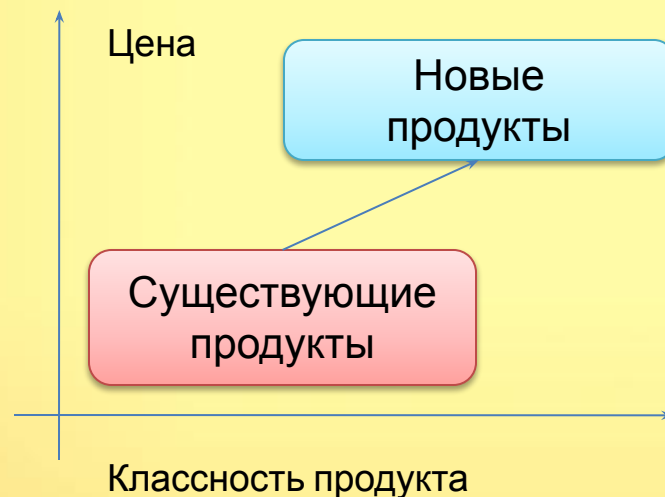 Цена
Новые
продукты
Существующие
продукты
Классность продукта